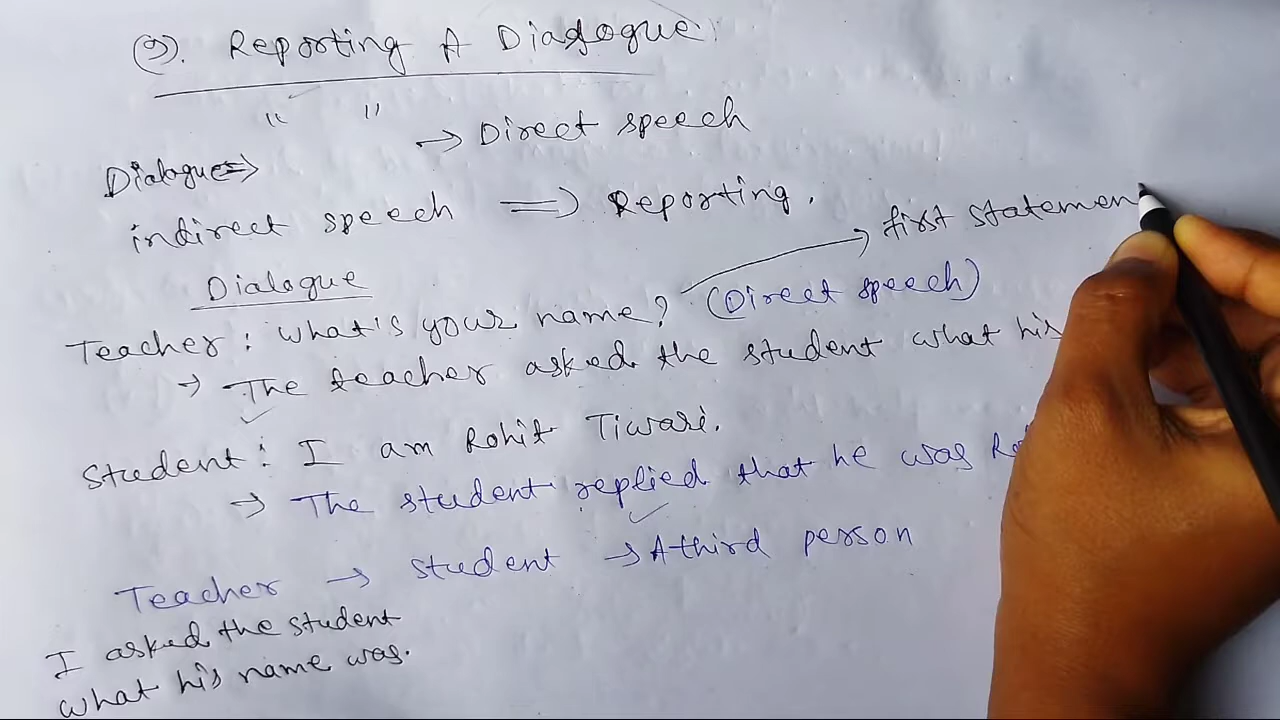 (9). Reporting A Dialogue:
“ ”
→ Direct speech
Dialogue⇒
indirect speech ⇒ Reporting.
→ first statemen
Dialogue
Teacher: What's your name? (Direct speech)
→ The teacher asked the student what his
Student: I am Rohit Tiwari.
→ The student replied that he was
Teacher → student → A third person
I asked the student
what his name was.